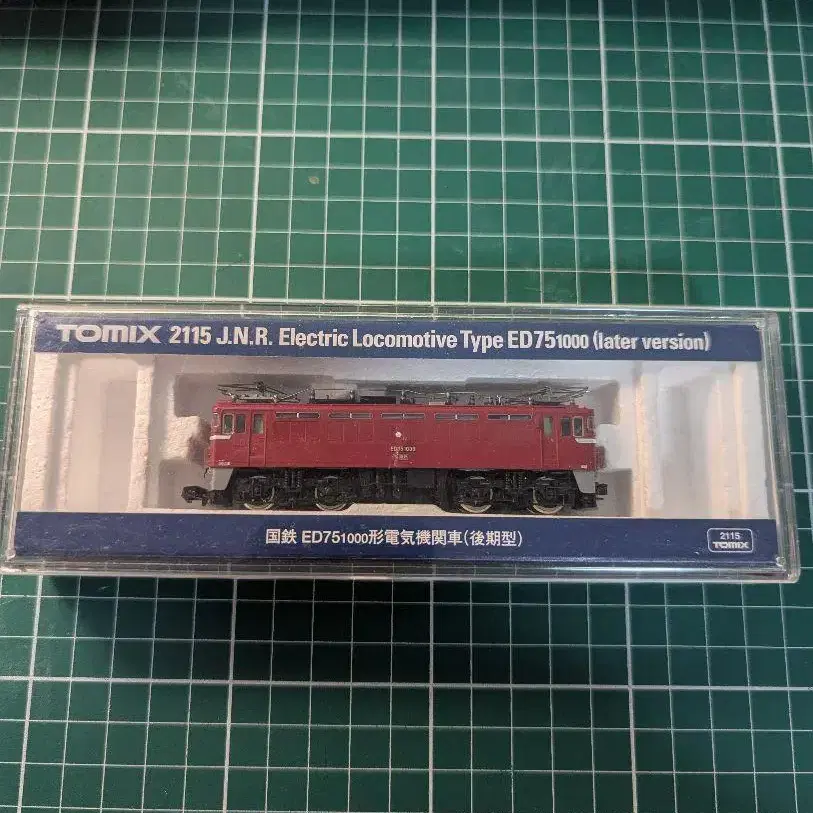 TOMIX 2115 J.N.R. Electric Locomotive Type ED751000 (later version)
国鉄 ED751000形電気機関車(後期型)
2115
TOMIX